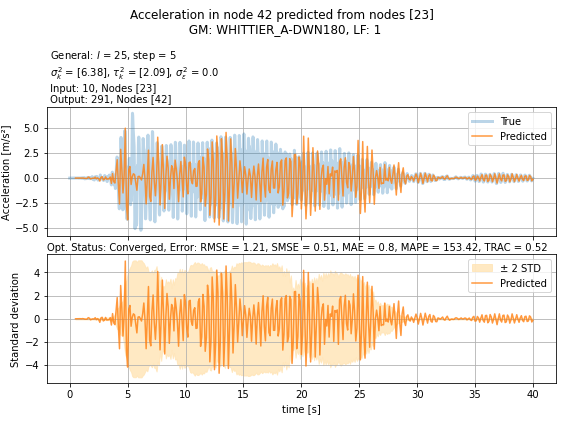 Acceleration in node 42 predicted from nodes [23]
GM: WHITTIER_A-DWN180, LF: 1
General: l = 25, step = 5
σ²ₖ = [6.38], τ²ₖ = [2.09], σ²ₑ = 0.0
Input: 10, Nodes [23]
Output: 291, Nodes [42]
Acceleration [m/s²]
5.0
2.5
0.0
−2.5
−5.0
True
Predicted
Opt. Status: Converged, Error: RMSE = 1.21, SMSE = 0.51, MAE = 0.8, MAPE = 153.42, TRAC = 0.52
Standard deviation
4
2
0
−2
−4
± 2 STD
Predicted
0 5 10 15 20 25 30 35 40
time [s]